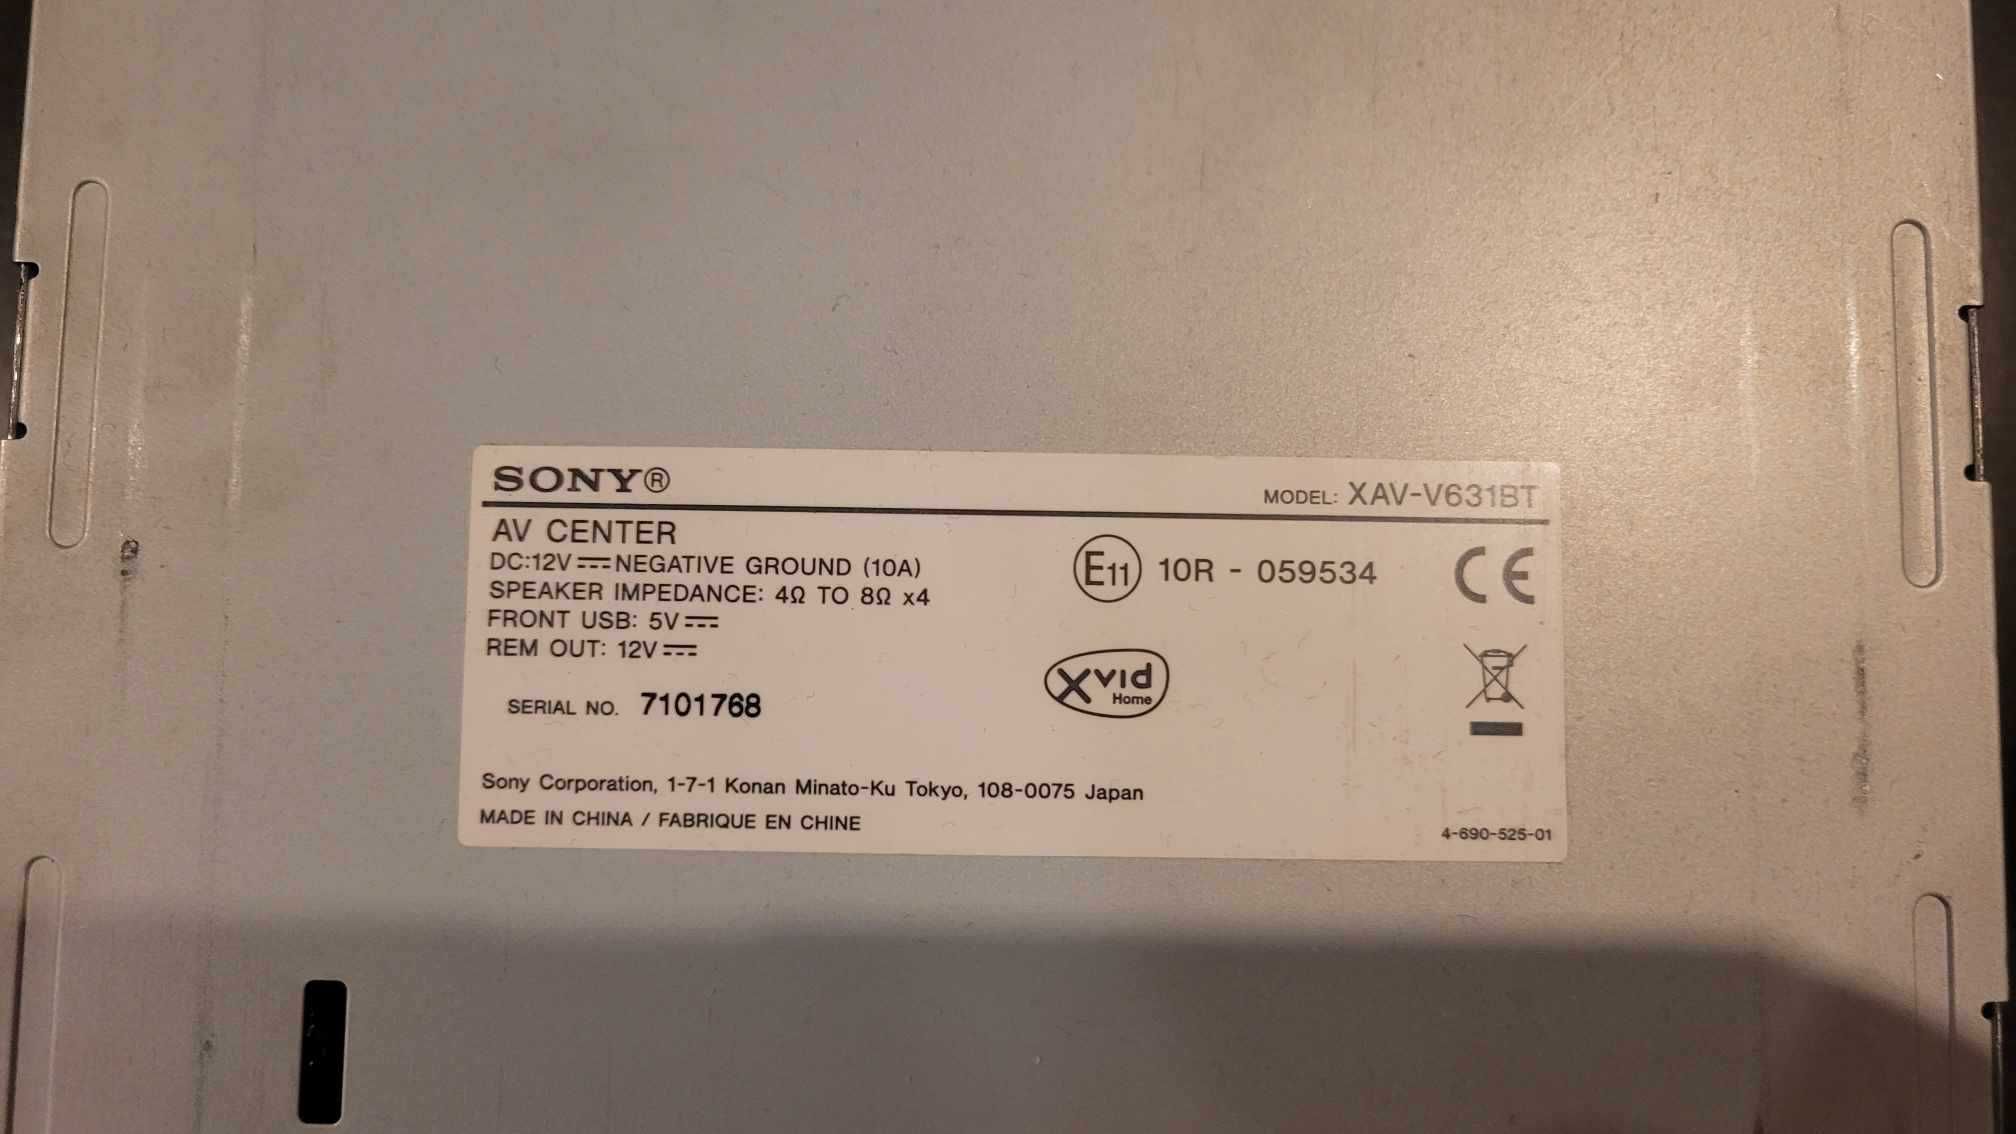 SONY®
MODEL: XAV-V631BT
AV CENTER
DC:12V⎓NEGATIVE GROUND (10A)
SPEAKER IMPEDANCE: 4Ω TO 8Ω x4
FRONT USB: 5V⎓
REM OUT: 12V⎓
E11 10R - 059534
CE
SERIAL NO. 7101768
Xvid
Home
Sony Corporation, 1-7-1 Konan Minato-Ku Tokyo, 108-0075 Japan
MADE IN CHINA / FABRIQUE EN CHINE
4-690-525-01